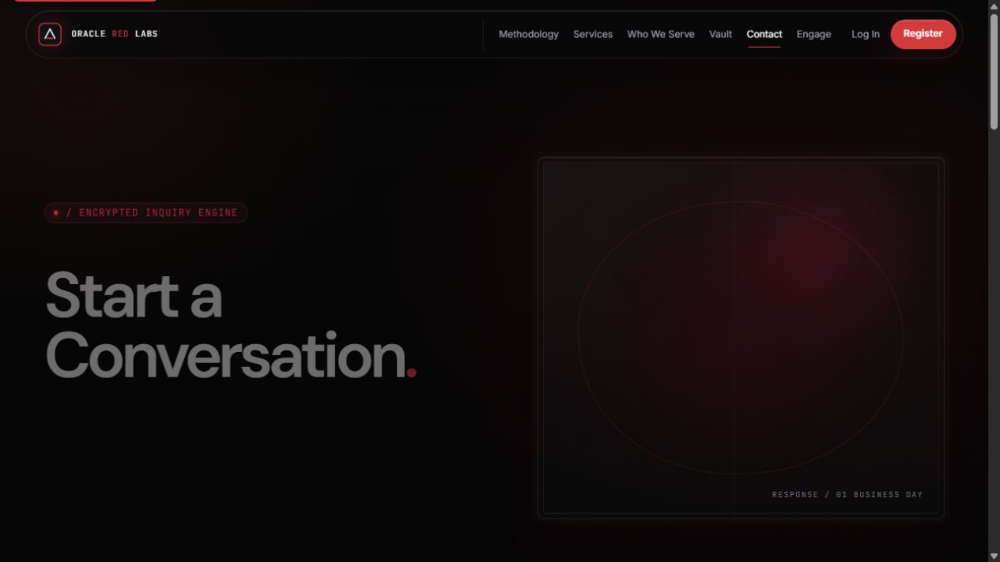 ORACLE RED LABS
Methodology
Services
Who We Serve
Vault
Contact
Engage
Log In
Register
/ ENCRYPTED INQUIRY ENGINE
Start a
Conversation.
RESPONSE / 01 BUSINESS DAY